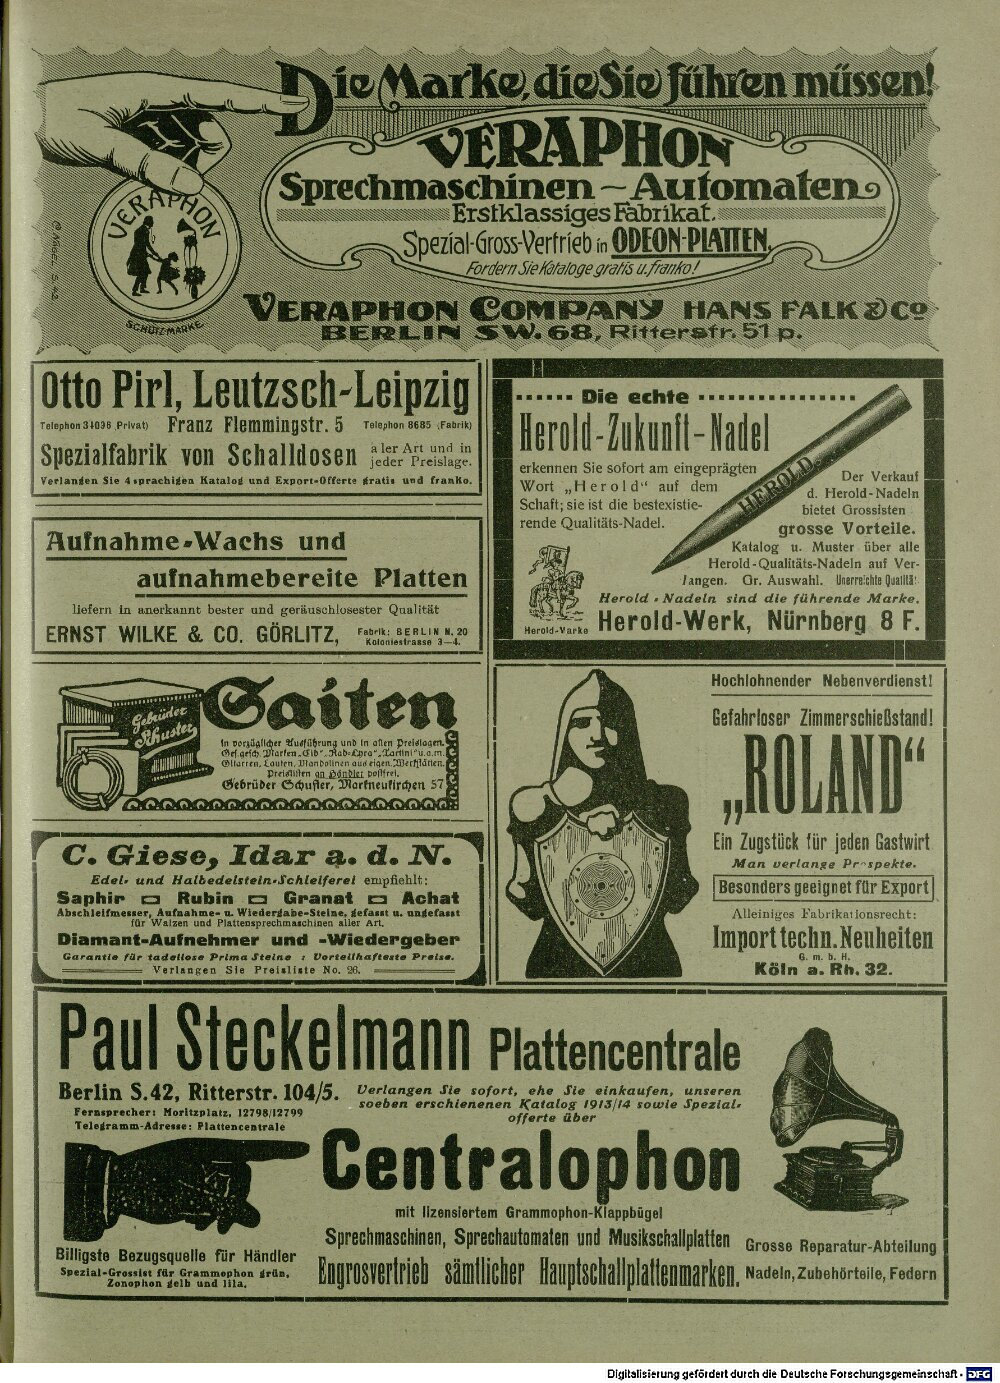 Die Marke, die Sie führen müssen!
VERAPHON
Sprechmaschinen – Automaten
Erstklassiges Fabrikat.
Spezial-Gross-Vertrieb in ODEON-PLATTEN.
Fordern Sie Kataloge gratis u. franko!
VERAPHON
SCHUTZMARKE.
VERAPHON COMPANY HANS FALK & Co
BERLIN SW. 68, Ritterstr. 51 p.
Otto Pirl, Leutzsch-Leipzig
Telephon 31036 (Privat) Franz Flemmingstr. 5 Telephon 8685 (Fabrik)
Spezialfabrik von Schalldosen aller Art und in
jeder Preislage.
Verlangen Sie 4sprachigen Katalog und Export-Offerte gratis und franko.
Aufnahme-Wachs und
aufnahmebereite Platten
liefern in anerkannt bester und geräuschlosester Qualität
ERNST WILKE & CO. GÖRLITZ, Fabrik: BERLIN N. 20
Koloniestrasse 3–4.
Gebrüder
Schuster
Saiten
in vorzüglicher Ausführung und in allen Preislagen.
Ges. gesch. Marken „Cib“, „Rab-Lyra“, „Tartini“ u.a.m.
Gitarren, Lauten, Mandolinen aus eigen. Werkstätten.
Preislisten an Händler postfrei.
Gebrüder Schuster, Markneukirchen 57
C. Giese, Idar a. d. N.
Edel- und Halbedelstein-Schleiferei empfiehlt:
Saphir Rubin Granat Achat
Abschleifmesser, Aufnahme- u. Wiedergabe-Steine, gefasst u. ungefasst
für Walzen und Plattensprechmaschinen aller Art.
Diamant-Aufnehmer und -Wiedergeber
Garantie für tadellose Prima Steine : Vorteilhafteste Preise.
Verlangen Sie Preisliste No. 26.
Die echte
Herold-Zukunft-Nadel
erkennen Sie sofort am eingeprägten
Wort „Herold“ auf dem
Schaft; sie ist die bestexistie-
rende Qualitäts-Nadel.
HEROLD.
Der Verkauf
d. Herold-Nadeln
bietet Grossisten
grosse Vorteile.
Katalog u. Muster über alle
Herold-Qualitäts-Nadeln auf Ver-
langen. Gr. Auswahl. Unerreichte Qualität!
Herold-Nadeln sind die führende Marke.
Herold-Marke
Herold-Werk, Nürnberg 8 F.
Hochlohnender Nebenverdienst!
Gefahrloser Zimmerschießstand!
„ROLAND“
Ein Zugstück für jeden Gastwirt
Man verlange Prospekte.
Besonders geeignet für Export
Alleiniges Fabrikationsrecht:
Import techn. Neuheiten
G. m. b. H.
Köln a. Rh. 32.
Paul Steckelmann Plattencentrale
Berlin S. 42, Ritterstr. 104/5.
Fernsprecher: Moritzplatz, 12798/12799
Telegramm-Adresse: Plattencentrale
Verlangen Sie sofort, ehe Sie einkaufen, unseren
soeben erschienenen Katalog 1913/14 sowie Spezial-
offerte über
Centralophon
mit lizensiertem Grammophon-Klappbügel
Sprechmaschinen, Sprechautomaten und Musikschallplatten
Engrosvertrieb sämtlicher Hauptschallplattenmarken.
Billigste Bezugsquelle für Händler
Spezial-Grossist für Grammophon grün,
Zonophon gelb und lila.
Grosse Reparatur-Abteilung
Nadeln, Zubehörteile, Federn
Digitalisierung gefördert durch die Deutsche Forschungsgemeinschaft - DFG